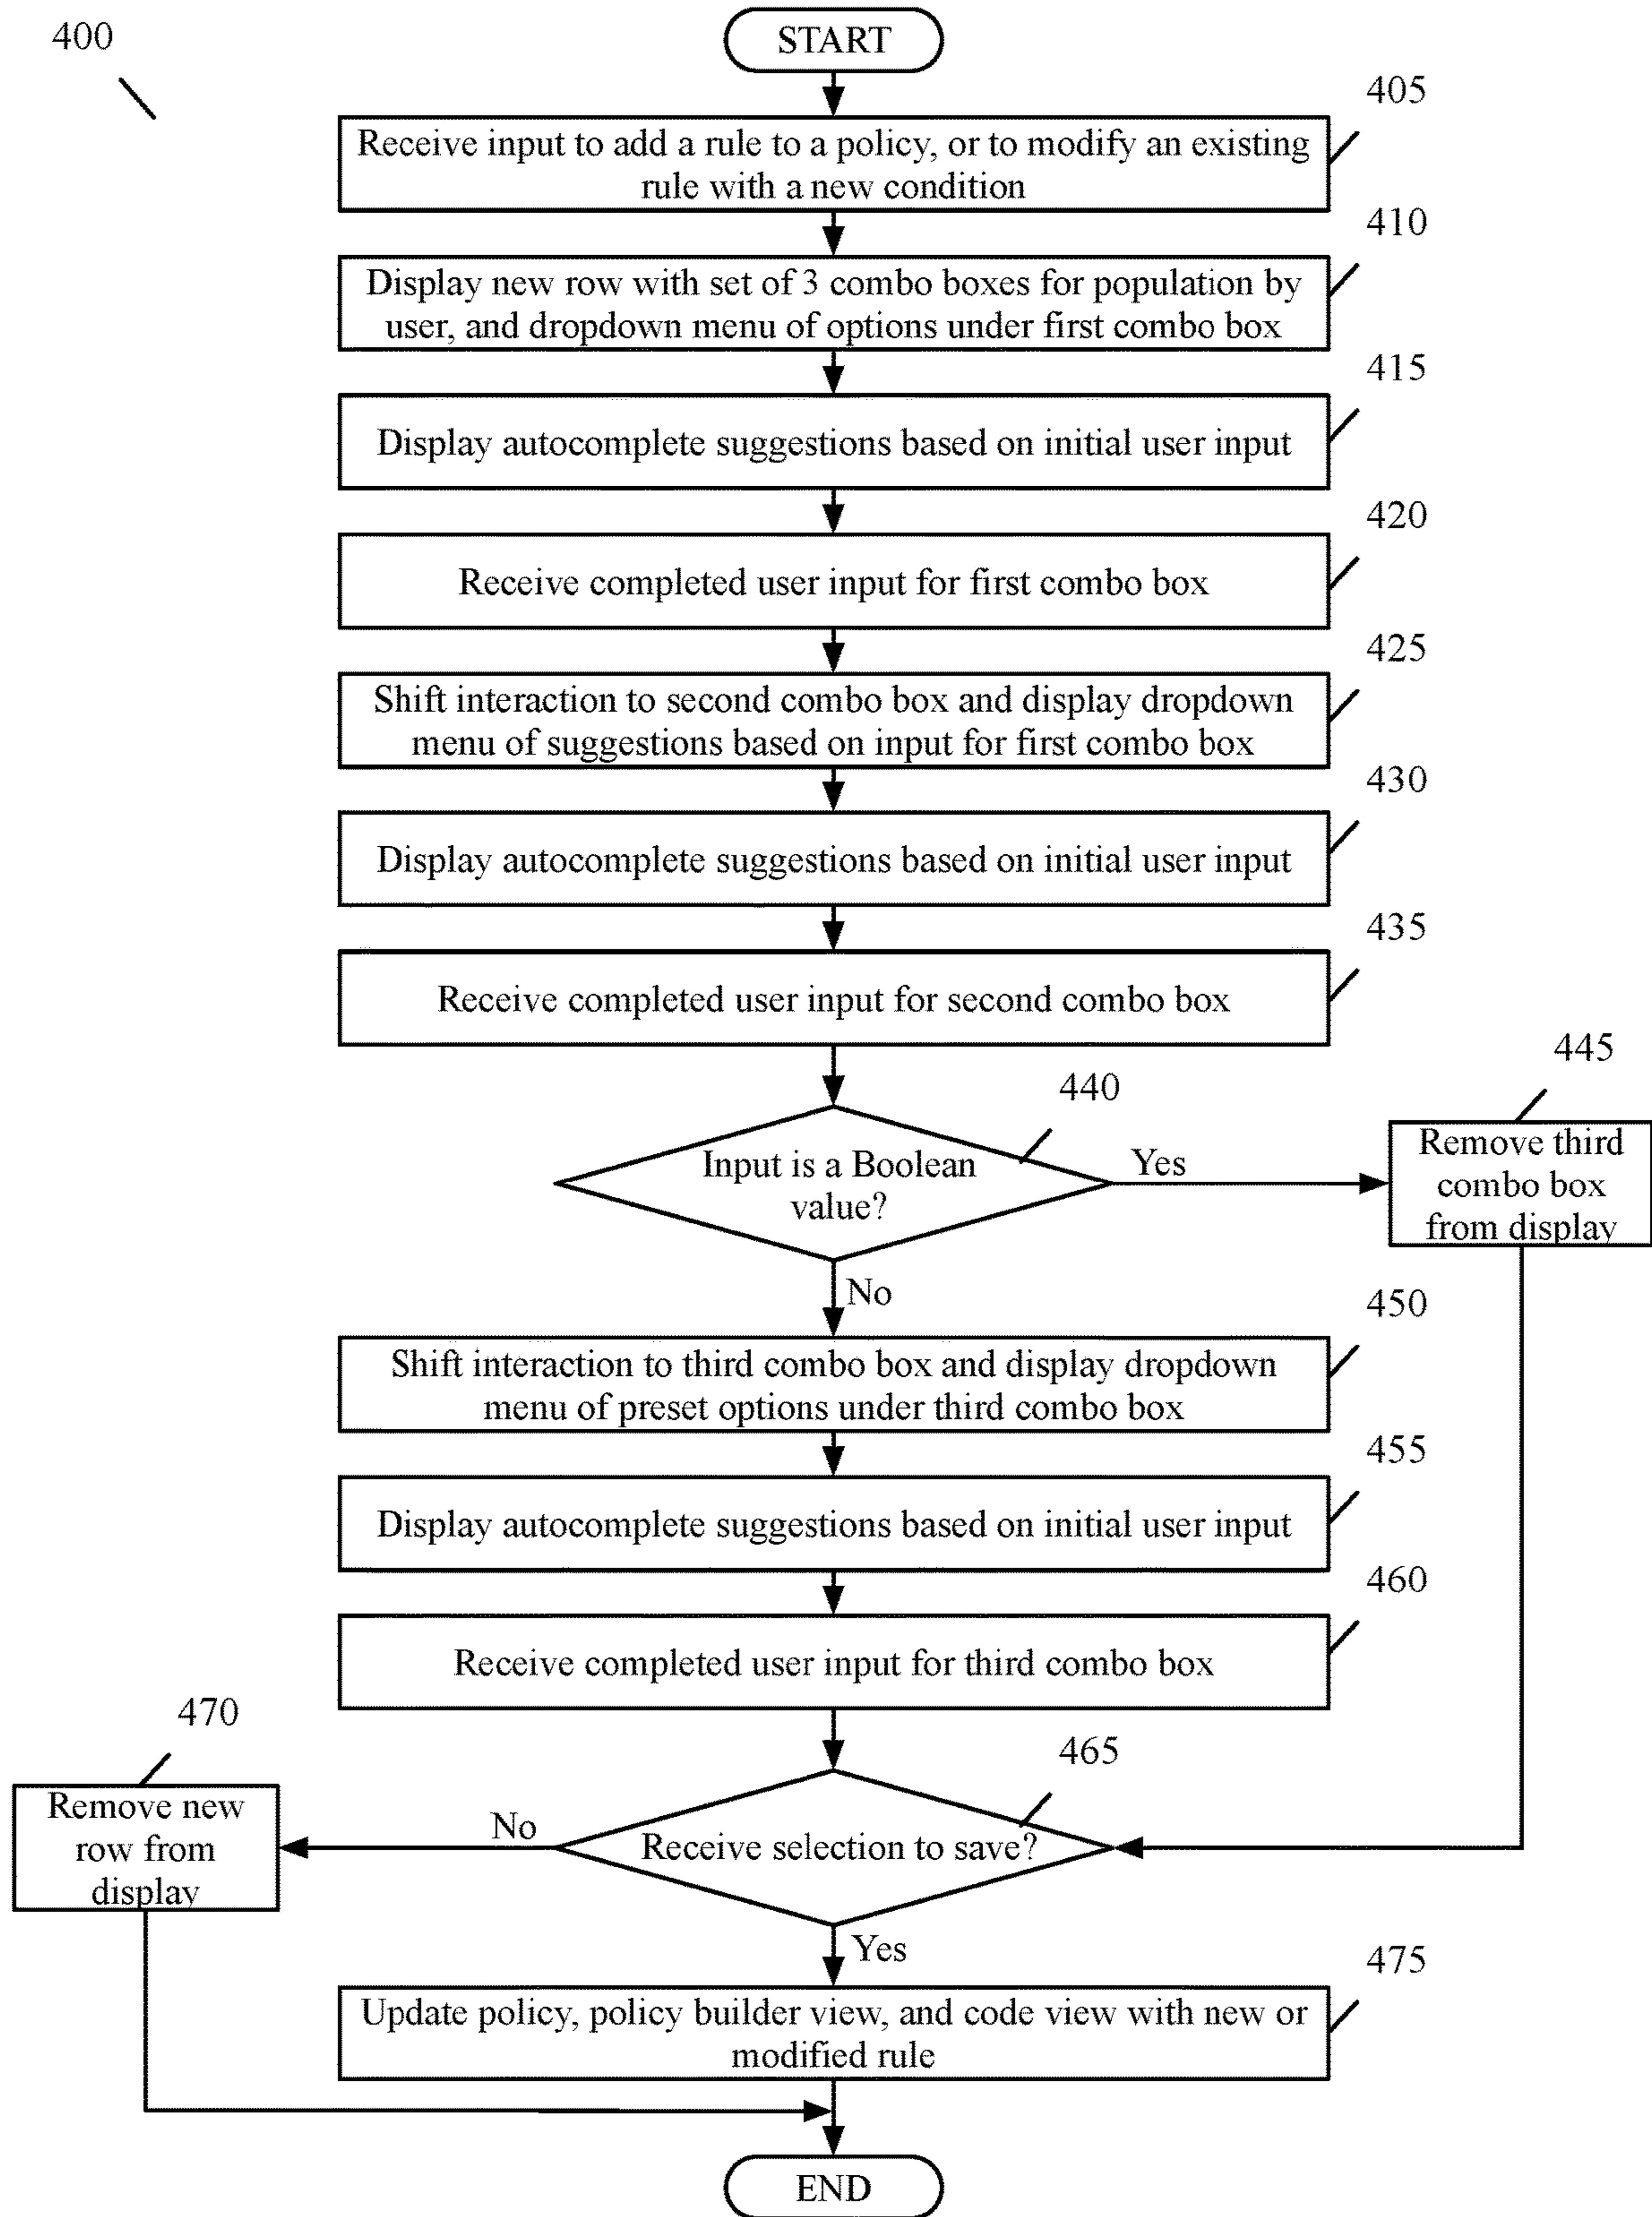 400
START
405
Receive input to add a rule to a policy, or to modify an existing
rule with a new condition
410
Display new row with set of 3 combo boxes for population by
user, and dropdown menu of options under first combo box
415
Display autocomplete suggestions based on initial user input
420
Receive completed user input for first combo box
425
Shift interaction to second combo box and display dropdown
menu of suggestions based on input for first combo box
430
Display autocomplete suggestions based on initial user input
435
Receive completed user input for second combo box
440
Input is a Boolean
value?
Yes
445
Remove third
combo box
from display
No
450
Shift interaction to third combo box and display dropdown
menu of preset options under third combo box
455
Display autocomplete suggestions based on initial user input
460
Receive completed user input for third combo box
465
Receive selection to save?
No
470
Remove new
row from
display
Yes
475
Update policy, policy builder view, and code view with new or
modified rule
END